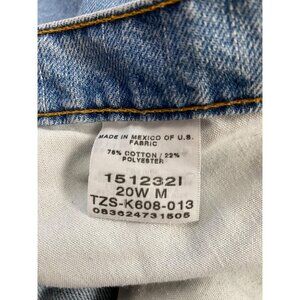 MADE IN MEXICO OF U.S.
FABRIC
78% COTTON / 22%
POLYESTER
1512321
20W M
TZS-K608-013
083624731505